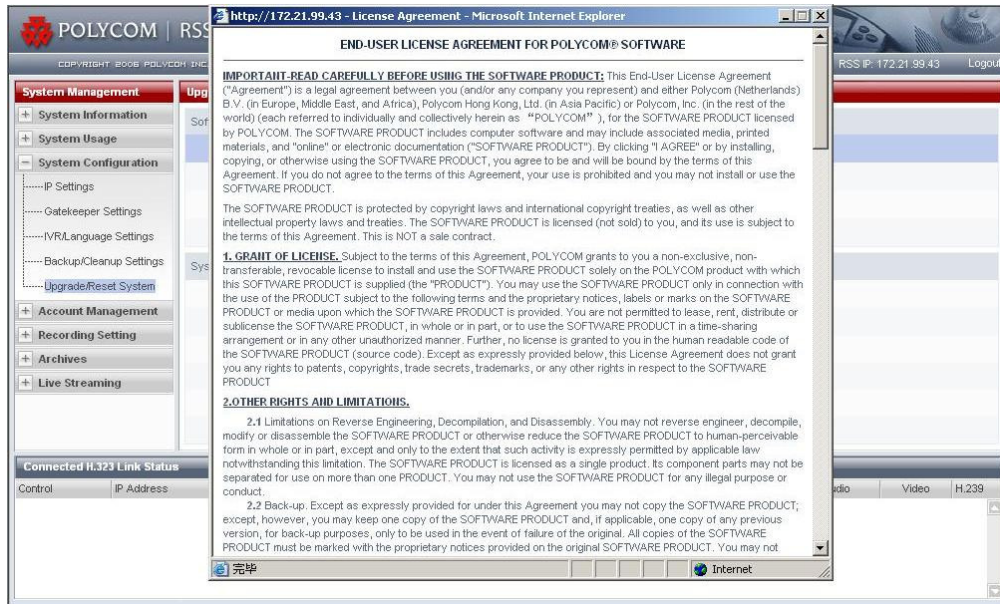 http://172.21.99.43 - License Agreement - Microsoft Internet Explorer
POLYCOM | RSS
COPYRIGHT 2006 POLYCOM INC.
RSS IP: 172.21.99.43 Logout
System Management
+ System Information
+ System Usage
- System Configuration
IP Settings
Gatekeeper Settings
IVR/Language Settings
Backup/Cleanup Settings
Upgrade/Reset System
+ Account Management
+ Recording Setting
+ Archives
+ Live Streaming
Upg
Sof
Sys
END-USER LICENSE AGREEMENT FOR POLYCOM® SOFTWARE
IMPORTANT-READ CAREFULLY BEFORE USING THE SOFTWARE PRODUCT: This End-User License Agreement
("Agreement") is a legal agreement between you (and/or any company you represent) and either Polycom (Netherlands)
B.V. (in Europe, Middle East, and Africa), Polycom Hong Kong, Ltd. (in Asia Pacific) or Polycom, Inc. (in the rest of the
world) (each referred to individually and collectively herein as “POLYCOM”), for the SOFTWARE PRODUCT licensed
by POLYCOM. The SOFTWARE PRODUCT includes computer software and may include associated media, printed
materials, and "online" or electronic documentation ("SOFTWARE PRODUCT"). By clicking "I AGREE" or by installing,
copying, or otherwise using the SOFTWARE PRODUCT, you agree to be and will be bound by the terms of this
Agreement. If you do not agree to the terms of this Agreement, your use is prohibited and you may not install or use the
SOFTWARE PRODUCT.
The SOFTWARE PRODUCT is protected by copyright laws and international copyright treaties, as well as other
intellectual property laws and treaties. The SOFTWARE PRODUCT is licensed (not sold) to you, and its use is subject to
the terms of this Agreement. This is NOT a sale contract.
1. GRANT OF LICENSE. Subject to the terms of this Agreement, POLYCOM grants to you a non-exclusive, non-
transferable, revocable license to install and use the SOFTWARE PRODUCT solely on the POLYCOM product with which
this SOFTWARE PRODUCT is supplied (the "PRODUCT"). You may use the SOFTWARE PRODUCT only in connection with
the use of the PRODUCT subject to the following terms and the proprietary notices, labels or marks on the SOFTWARE
PRODUCT or media upon which the SOFTWARE PRODUCT is provided. You are not permitted to lease, rent, distribute or
sublicense the SOFTWARE PRODUCT, in whole or in part, or to use the SOFTWARE PRODUCT in a time-sharing
arrangement or in any other unauthorized manner. Further, no license is granted to you in the human readable code of
the SOFTWARE PRODUCT (source code). Except as expressly provided below, this License Agreement does not grant
you any rights to patents, copyrights, trade secrets, trademarks, or any other rights in respect to the SOFTWARE
PRODUCT
2.OTHER RIGHTS AND LIMITATIONS.
2.1 Limitations on Reverse Engineering, Decompilation, and Disassembly. You may not reverse engineer, decompile,
modify or disassemble the SOFTWARE PRODUCT or otherwise reduce the SOFTWARE PRODUCT to human-perceivable
form in whole or in part, except and only to the extent that such activity is expressly permitted by applicable law
notwithstanding this limitation. The SOFTWARE PRODUCT is licensed as a single product. Its component parts may not be
separated for use on more than one PRODUCT. You may not use the SOFTWARE PRODUCT for any illegal purpose or
conduct.
2.2 Back-up. Except as expressly provided for under this Agreement you may not copy the SOFTWARE PRODUCT;
except, however, you may keep one copy of the SOFTWARE PRODUCT and, if applicable, one copy of any previous
version, for back-up purposes, only to be used in the event of failure of the original. All copies of the SOFTWARE
PRODUCT must be marked with the proprietary notices provided on the original SOFTWARE PRODUCT. You may not
完毕
Internet
Connected H.323 Link Status
Control IP Address
udio Video H.239